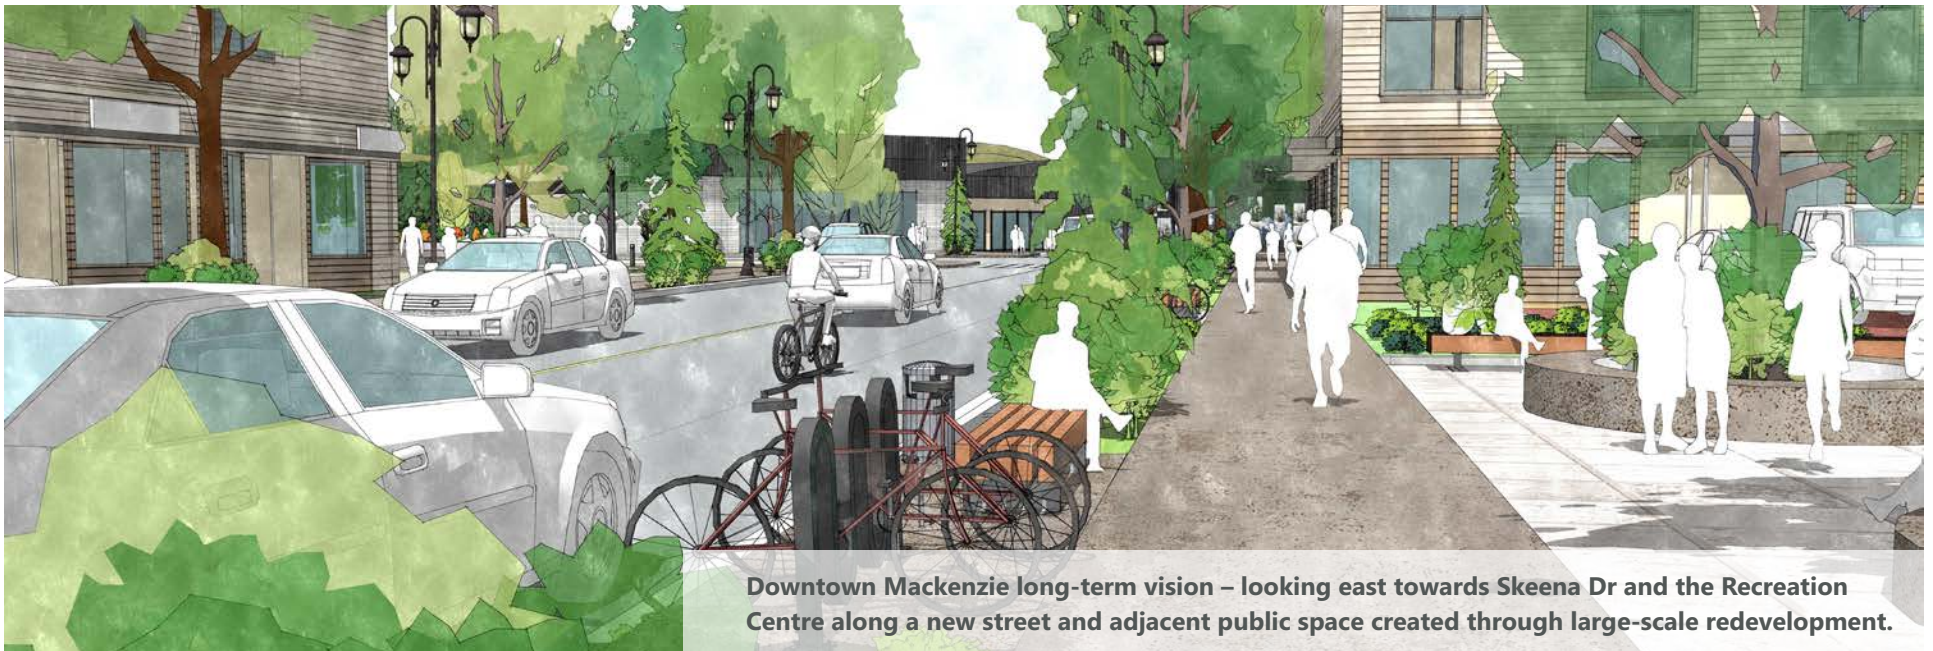 Downtown Mackenzie long-term vision – looking east towards Skeena Dr and the Recreation
Centre along a new street and adjacent public space created through large-scale redevelopment.